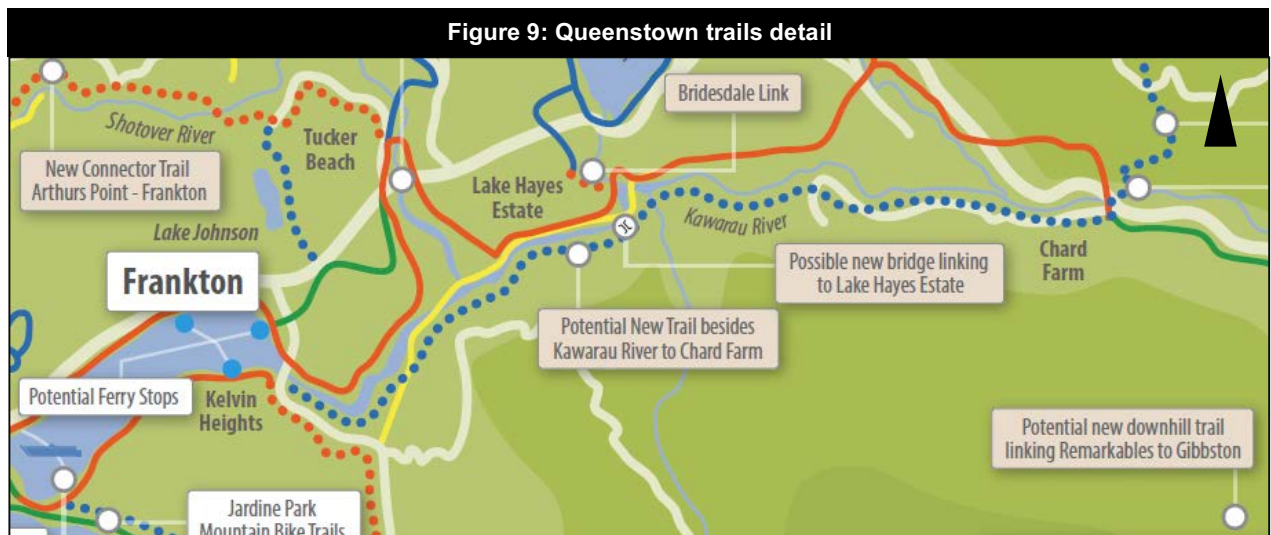 Figure 9: Queenstown trails detail
Bridesdale Link
Shotover River
Tucker
Beach
New Connector Trail
Arthurs Point - Frankton
Lake Hayes
Estate
Kawarau River
Lake Johnson
Chard
Farm
Frankton
Possible new bridge linking
to Lake Hayes Estate
Potential New Trail besides
Kawarau River to Chard Farm
Potential Ferry Stops
Kelvin
Heights
Potential new downhill trail
linking Remarkables to Gibbston
Jardine Park
Mountain Bike Trails